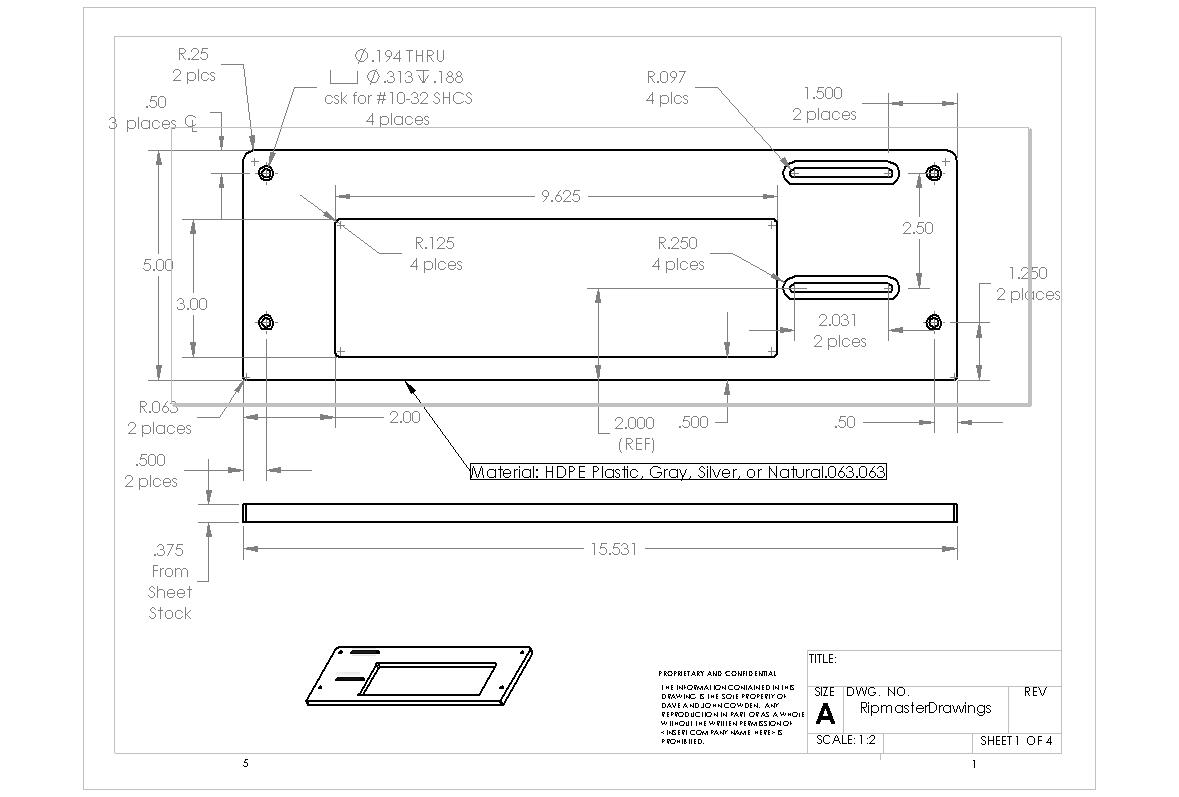 R.25
2 plcs
Ø.194 THRU
⌴ Ø.313 ↧ .188
csk for #10-32 SHCS
4 places
R.097
4 plcs
1.500
2 places
.50
3 places ℄
9.625
2.50
R.125
4 plces
R.250
4 plces
5.00
3.00
1.250
2 places
2.031
2 plces
R.063
2 places
2.00
2.000
(REF)
.500
.50
.500
2 plces
Material: HDPE Plastic, Gray, Silver, or Natural.063.063
.375
From
Sheet
Stock
15.531
PROPRIETARY AND CONFIDENTIAL
THE INFORMATION CONTAINED IN THIS
DRAWING IS THE SOLE PROPERTY OF
DAVE AND JOHN COWDEN. ANY
REPRODUCTION IN PART OR AS A WHOLE
WITHOUT THE WRITTEN PERMISSION OF
<INSERT COMPANY NAME HERE> IS
PROHIBITED.
TITLE:
SIZE
A
DWG. NO.
RipmasterDrawings
REV
SCALE: 1:2
SHEET 1 OF 4
5
1